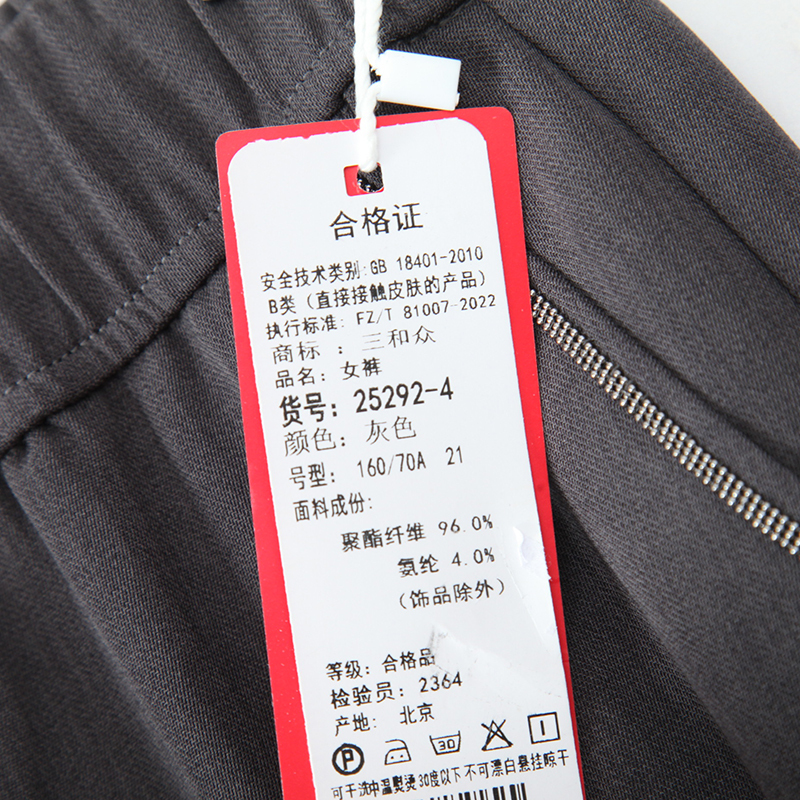 合格证
安全技术类别:GB 18401-2010
B类（直接接触皮肤的产品）
执行标准: FZ/T 81007-2022
商标：三和众
品名: 女裤
货号: 25292-4
颜色: 灰色
号型: 160/70A 21
面料成份:
聚酯纤维 96.0%
氨纶 4.0%
（饰品除外）
等级: 合格品
检验员: 2364
产地: 北京
P 30
可干洗中温熨烫30度以下不可漂白悬挂晾干